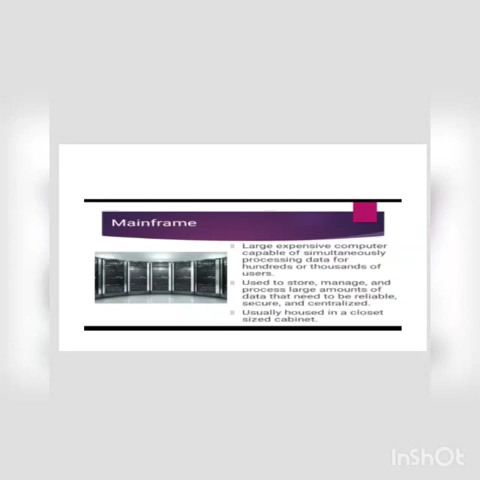 Mainframe
Large expensive computer
capable of simultaneously
processing data for
hundreds or thousands of
users.
Used to store, manage, and
process large amounts of
data that need to be reliable,
secure, and centralized.
Usually housed in a closet
sized cabinet.
InShOt